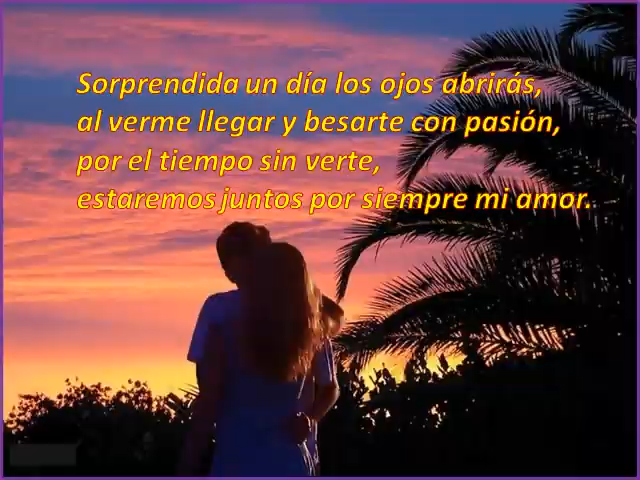 Sorprendida un día los ojos abrirás,
al verme llegar y besarte con pasión,
por el tiempo sin verte,
estaremos juntos por siempre mi amor.